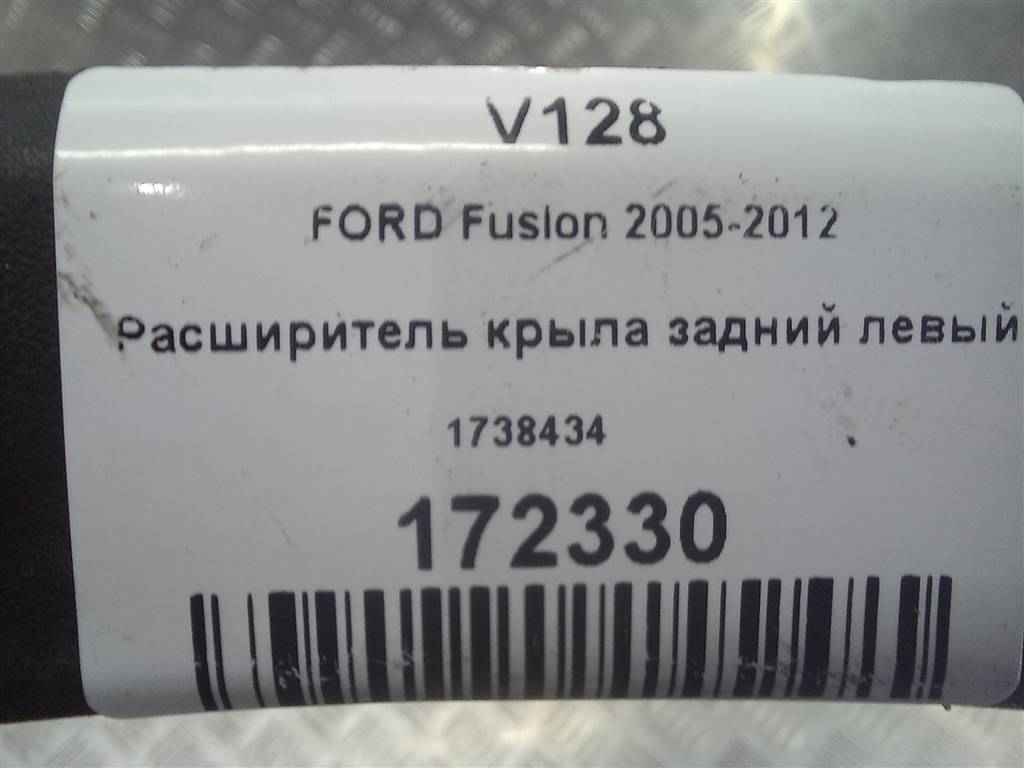 V128
FORD Fusion 2005-2012
Расширитель крыла задний левый
1738434
172330